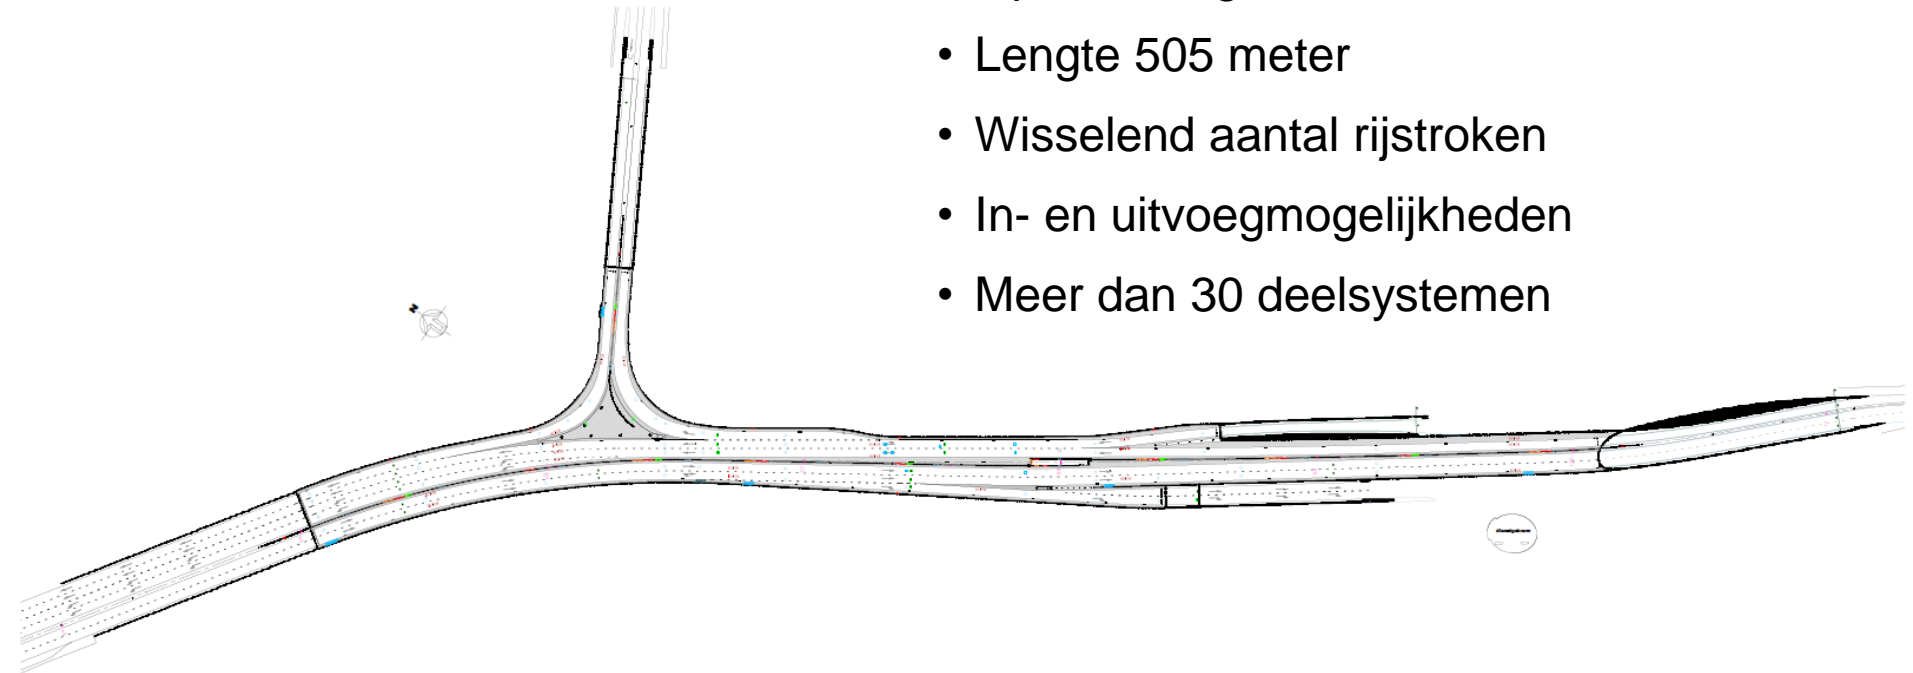 • Lengte 505 meter
• Wisselend aantal rijstroken
• In- en uitvoegmogelijkheden
• Meer dan 30 deelsystemen
N